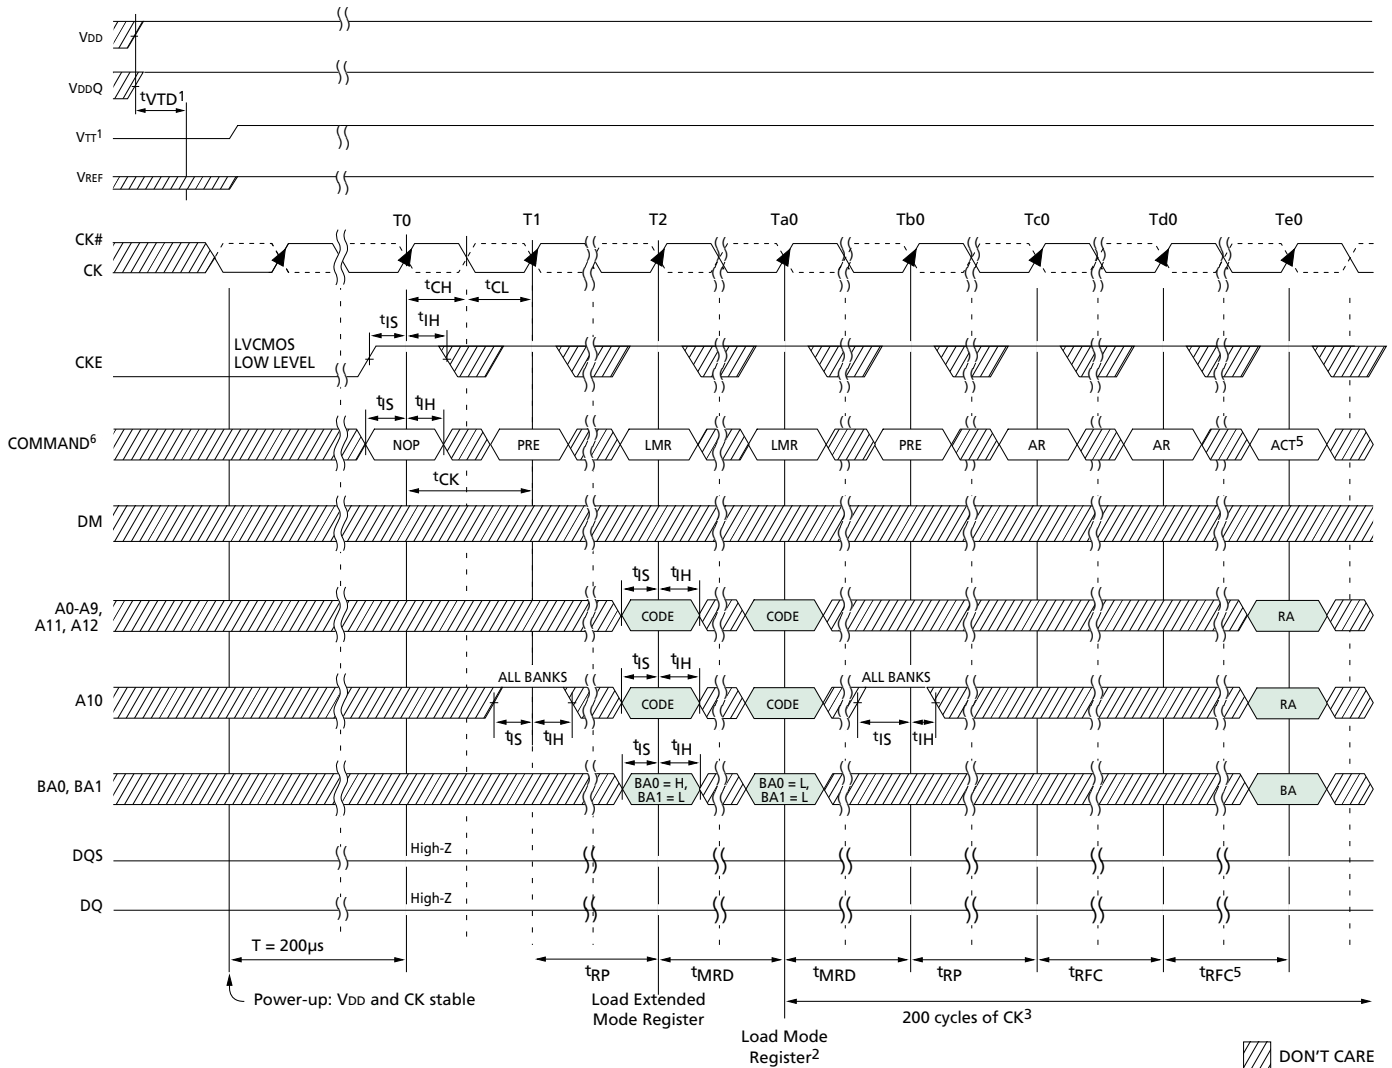 VDD
VDDQ
tVTD1
VTT1
VREF
T0 T1 T2 Ta0 Tb0 Tc0 Td0 Te0
CK#
CK
tCH tCL
tIS tIH
LVCMOS
LOW LEVEL
CKE
tIS tIH
COMMAND6
NOP PRE LMR LMR PRE AR AR ACT5
tCK
DM
tIS tIH
A0-A9,
A11, A12
CODE CODE RA
tIS tIH
ALL BANKS ALL BANKS
A10
CODE CODE RA
tIS tIH tIS tIH
tIS tIH
BA0, BA1
BA0 = H,
BA1 = L
BA0 = L,
BA1 = L
BA
DQS
High-Z
DQ
High-Z
T = 200µs
tRP tMRD tMRD tRP tRFC tRFC5
Power-up: VDD and CK stable
Load Extended
Mode Register
200 cycles of CK3
Load Mode
Register2
DON'T CARE